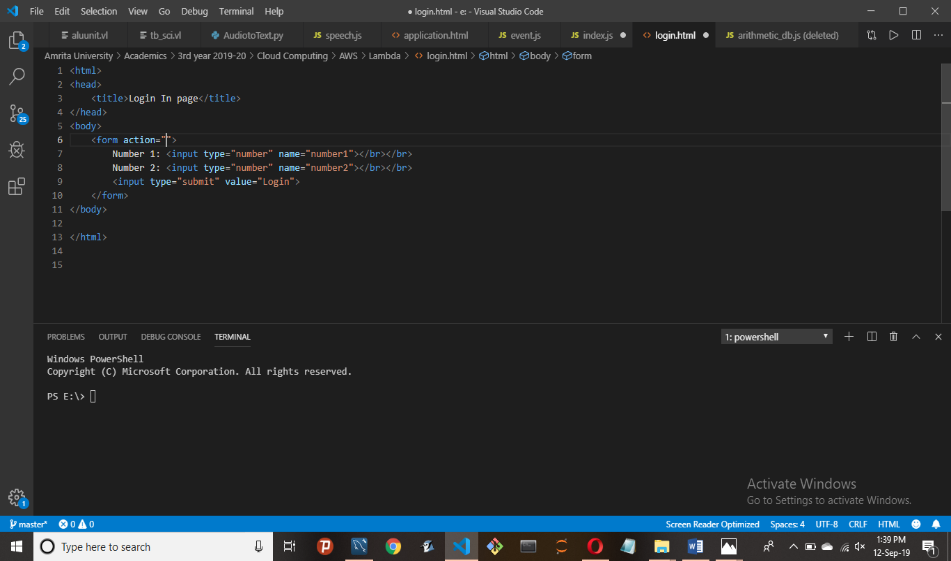 File Edit Selection View Go Debug Terminal Help
● login.html - e: - Visual Studio Code
aluunit.vl tb_sci.vl AudiotoText.py JS speech.js <> application.html JS event.js JS index.js ● <> login.html ● JS arithmetic_db.js (deleted)
Amrita University > Academics > 3rd year 2019-20 > Cloud Computing > AWS > Lambda > <> login.html > html > body > form
1 <html>
2 <head>
3 <title>Login In page</title>
4 </head>
5 <body>
6 <form action="">
7 Number 1: <input type="number" name="number1"></br></br>
8 Number 2: <input type="number" name="number2"></br></br>
9 <input type="submit" value="Login">
10 </form>
11 </body>
12
13 </html>
14
15
PROBLEMS OUTPUT DEBUG CONSOLE TERMINAL 1: powershell
Windows PowerShell
Copyright (C) Microsoft Corporation. All rights reserved.
PS E:\>
Activate Windows
Go to Settings to activate Windows.
2
25
1
master* 0 0 Screen Reader Optimized Spaces: 4 UTF-8 CRLF HTML
Type here to search
1:39 PM
12-Sep-19
1